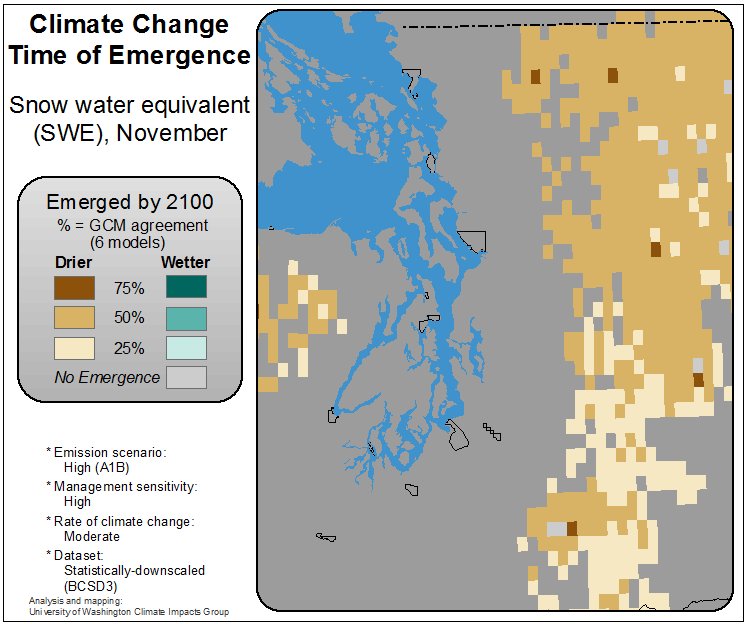 Climate Change
Time of Emergence
Snow water equivalent
(SWE), November
Emerged by 2100
% = GCM agreement
(6 models)
Drier Wetter
75%
50%
25%
No Emergence
* Emission scenario:
High (A1B)
* Management sensitivity:
High
* Rate of climate change:
Moderate
* Dataset:
Statistically-downscaled
(BCSD3)
Analysis and mapping:
University of Washington Climate Impacts Group